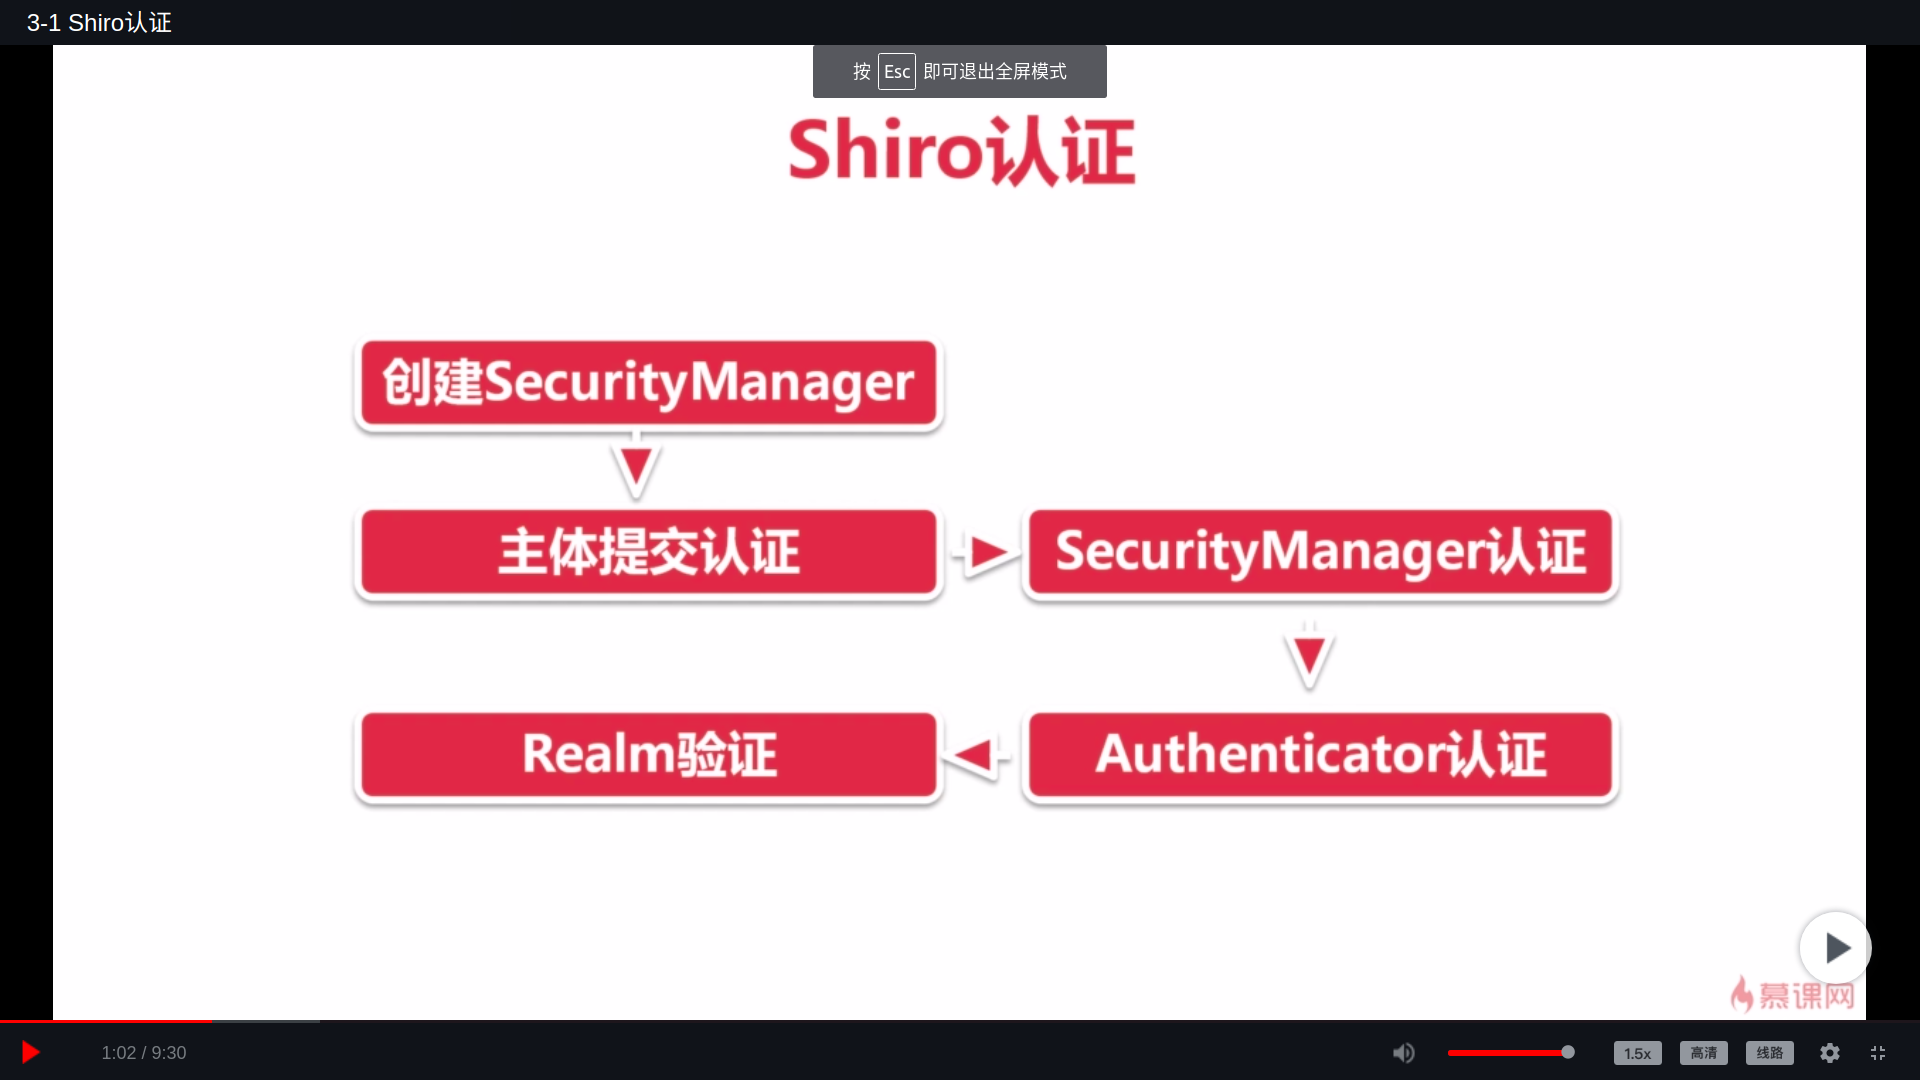 3-1 Shiro认证
按 Esc 即可退出全屏模式
Shiro认证
创建SecurityManager
主体提交认证
SecurityManager认证
Realm验证
Authenticator认证
慕课网
1:02 / 9:30
1.5x
高清
线路